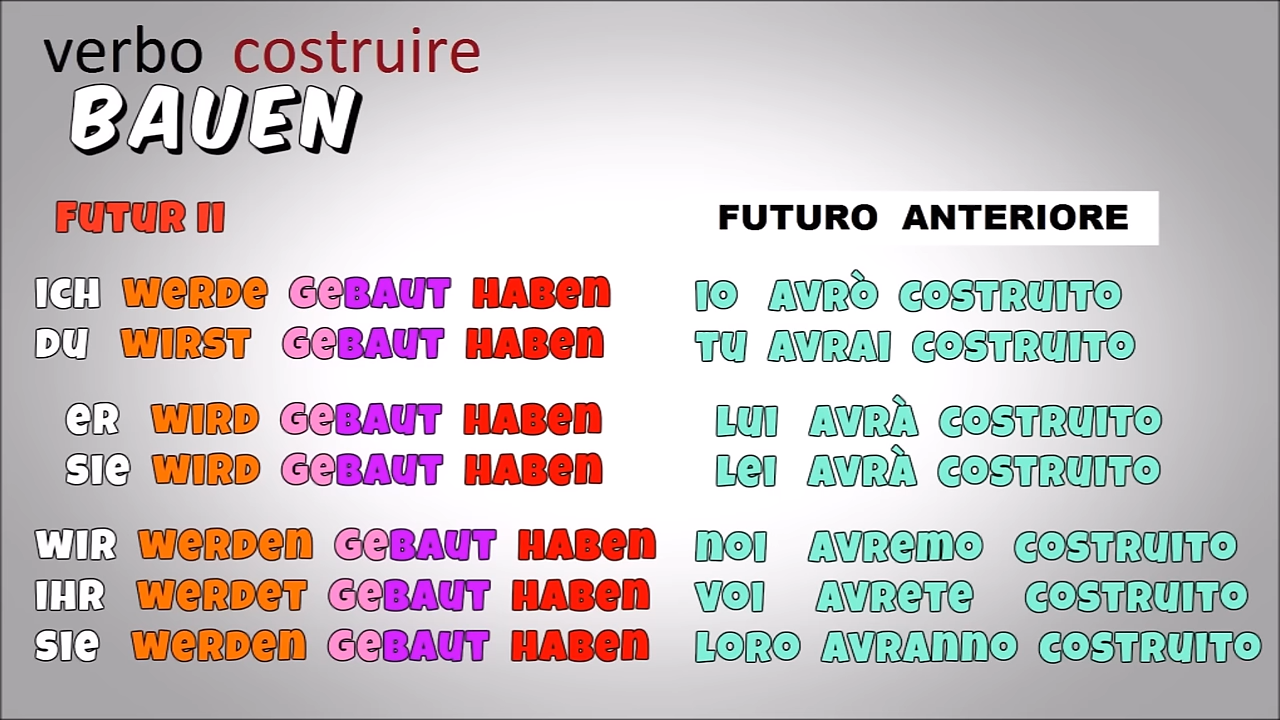 verbo costruire
BAUEN
FUTUR II
FUTURO ANTERIORE
ICH WERDE GEBAUT HABEN
IO AVRÒ COSTRUITO
DU WIRST GEBAUT HABEN
TU AVRAI COSTRUITO
ER WIRD GEBAUT HABEN
LUI AVRÀ COSTRUITO
SIE WIRD GEBAUT HABEN
LEI AVRÀ COSTRUITO
WIR WERDEN GEBAUT HABEN
NOI AVREMO COSTRUITO
IHR WERDET GEBAUT HABEN
VOI AVRETE COSTRUITO
SIE WERDEN GEBAUT HABEN
LORO AVRANNO COSTRUITO